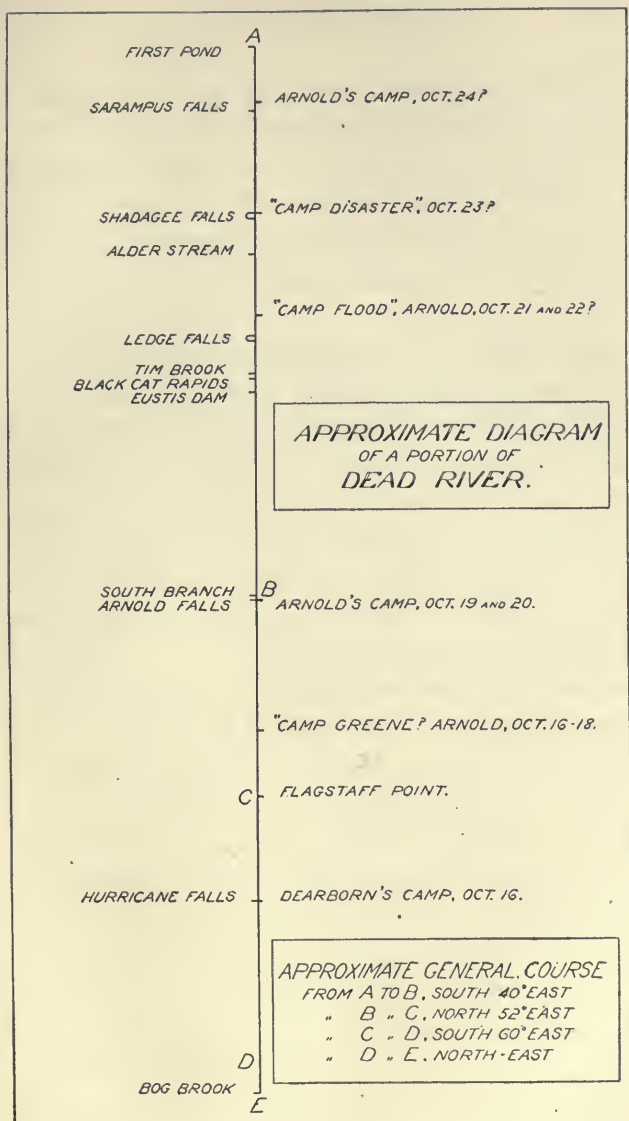 A
FIRST POND
ARNOLD'S CAMP, OCT. 24?
SARAMPUS FALLS
"CAMP DISASTER", OCT. 23?
SHADAGEE FALLS
ALDER STREAM
"CAMP FLOOD", ARNOLD, OCT. 21 AND 22?
LEDGE FALLS
TIM BROOK
BLACK CAT RAPIDS
EUSTIS DAM
APPROXIMATE DIAGRAM
OF A PORTION OF
DEAD RIVER.
SOUTH BRANCH B
ARNOLD FALLS ARNOLD'S CAMP, OCT. 19 AND 20.
"CAMP GREENE? ARNOLD, OCT. 16-18.
C FLAGSTAFF POINT.
HURRICANE FALLS DEARBORN'S CAMP, OCT. 16.
APPROXIMATE GENERAL COURSE
FROM A TO B, SOUTH 40° EAST
„ B „ C, NORTH 52° EAST
„ C „ D, SOUTH 60° EAST
„ D „ E. NORTH-EAST
D
BOG BROOK
E